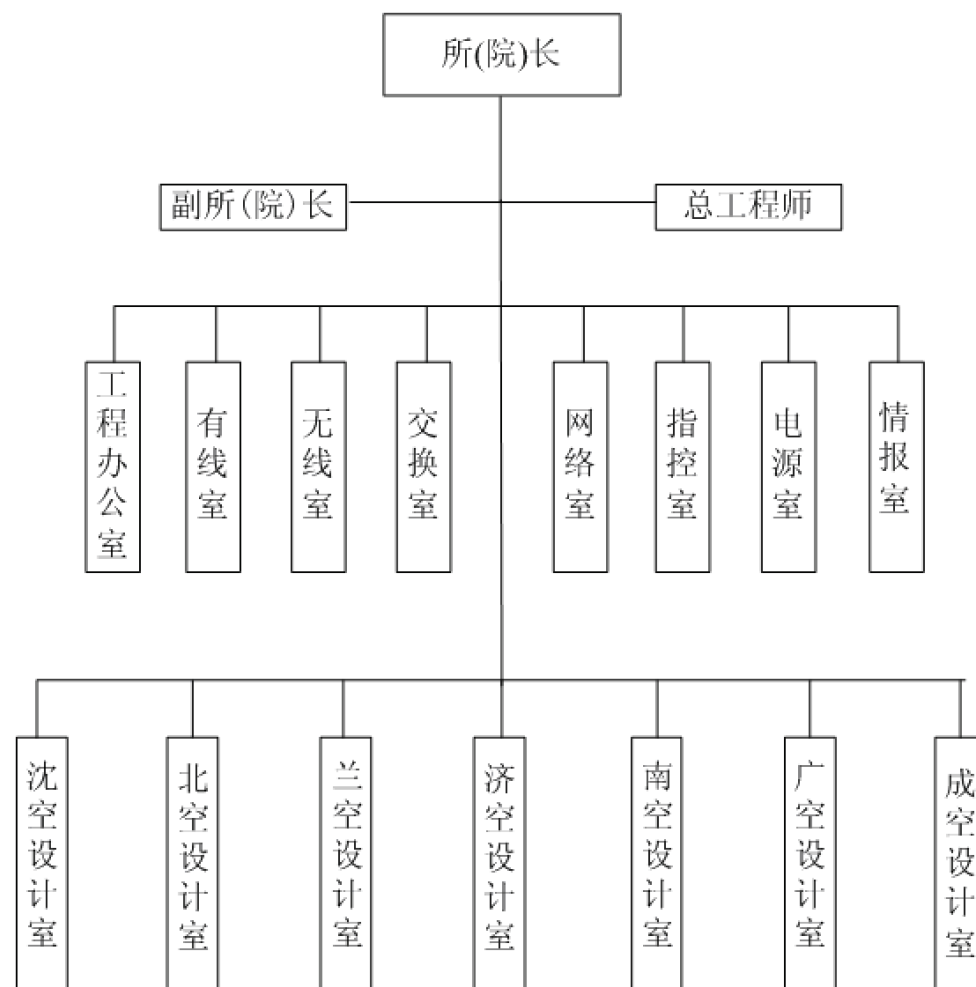 所(院)长
副所(院)长
总工程师
工程办公室
有线室
无线室
交换室
网络室
指控室
电源室
情报室
沈空设计室
北空设计室
兰空设计室
济空设计室
南空设计室
广空设计室
成空设计室